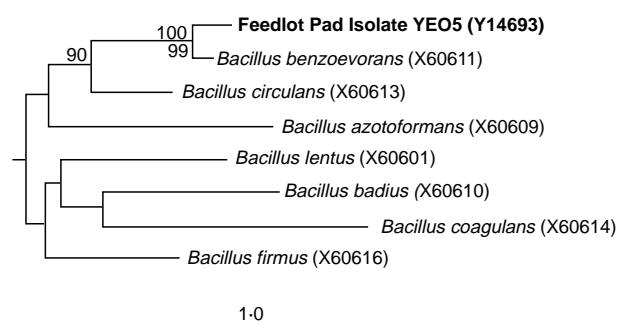 100
Feedlot Pad Isolate YEO5 (Y14693)
90
99
Bacillus benzoevorans (X60611)
Bacillus circulans (X60613)
Bacillus azotoformans (X60609)
Bacillus lentus (X60601)
Bacillus badius (X60610)
Bacillus coagulans (X60614)
Bacillus firmus (X60616)
1·0